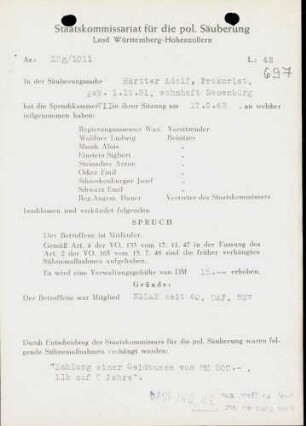 Staatskommissariat für die pol. Säuberung
Land Württemberg-Hohenzollern
Az: 23g/1011 L: 42
697
In der Säuberungssache Härtter Adolf, Prokurist,
geb. 1.12.81, wohnhaft Neuenbürg
hat die Spruchkammer VII in ihrer Sitzung am 17.9.48, an welcher
teilgenommen haben:
Regierungsassessor Wax Vorsitzender
Waldner Ludwig Beisitzer
Munk Alois "
Einstein Sigbert "
Steinacher Anton "
Oeker Emil "
Schneckenburger Josef "
Schwarz Emil "
Reg.Angest. Huner Vertreter des Staatskommissars
beschlossen und verkündet folgenden
SPRUCH
Der Betroffene ist Mitläufer.
Gemäß Art. 4 der VO. 133 vom 17. 11. 47 in der Fassung des
Art. 2 der VO. 165 vom 13. 7. 48 sind die früher verhängten
Sühnemaßnahmen aufgehoben.
Es wird eine Verwaltungsgebühr von DM 15.-- erhoben.
Gründe:
Der Betroffene war Mitglied NSDAP seit 40, DAF, NSV
Durch Entscheidung des Staatskommissars für die pol. Säuberung waren fol-
gende Sühnemaßnahmen verhängt worden:
"Zahlung einer Geldbusse von RM 500.--,
auf 2 Jahre".